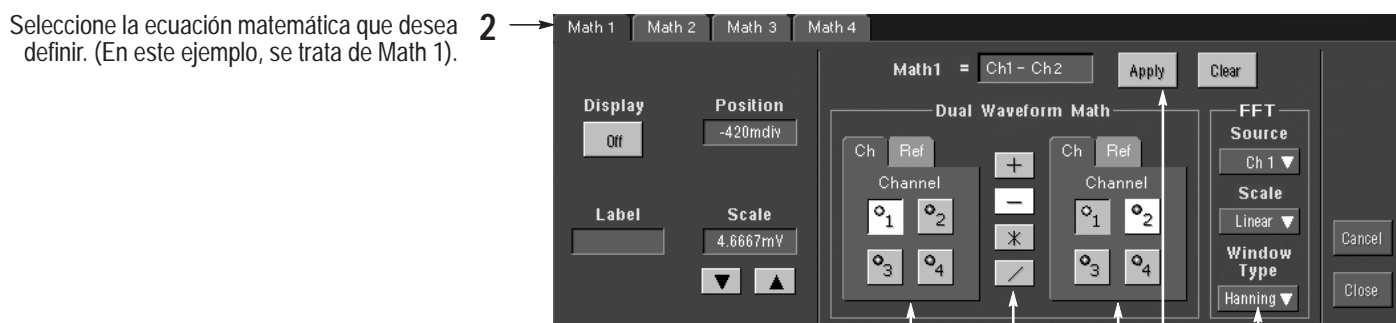 Seleccione la ecuación matemática que desea
definir. (En este ejemplo, se trata de Math 1).
2
Math 1 Math 2 Math 3 Math 4
Math1 = Ch1 - Ch2 Apply Clear
Display Position
Off -420mdiv
Label Scale
4.6667mV
▼ ▲
Dual Waveform Math
Ch Ref
Channel
1 2
3 4
+
−
*
/
Ch Ref
Channel
1 2
3 4
FFT
Source
Ch 1 ▼
Scale
Linear ▼
Window
Type
Hanning ▼
Cancel
Close